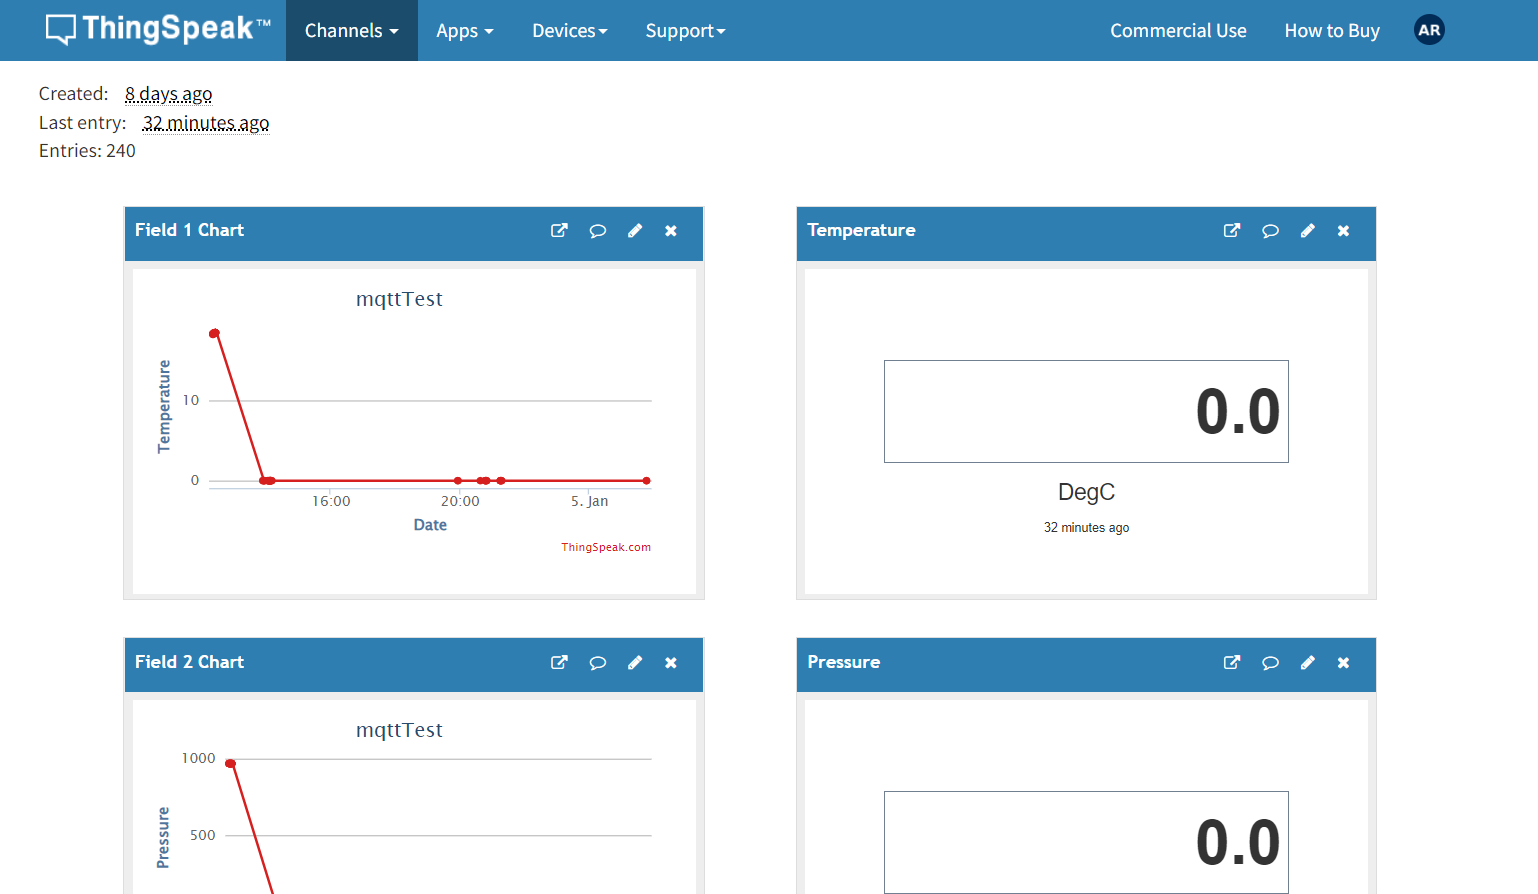 ThingSpeak™ Channels Apps Devices Support Commercial Use How to Buy AR
Created: 8 days ago
Last entry: 32 minutes ago
Entries: 240
Field 1 Chart
mqttTest
Temperature
10
0
16:00 20:00 5. Jan
Date
ThingSpeak.com
Temperature
0.0
DegC
32 minutes ago
Field 2 Chart
mqttTest
Pressure
1000
500
Pressure
0.0